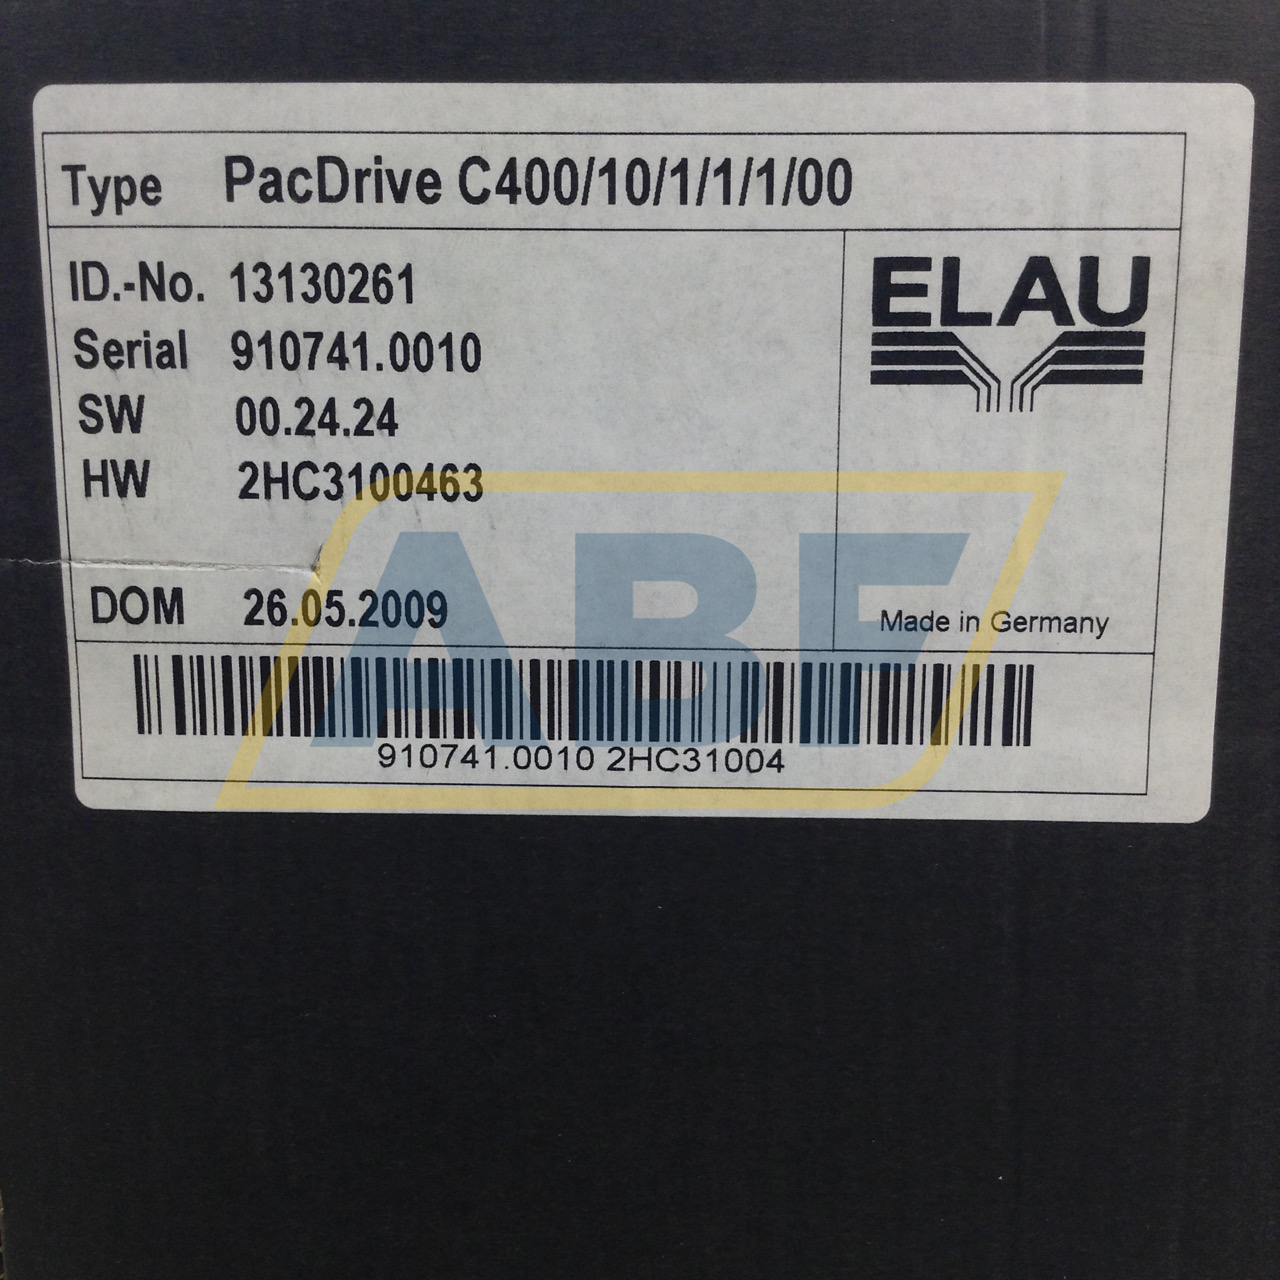 Type PacDrive C400/10/1/1/1/00
ID.-No. 13130261
Serial 910741.0010
SW 00.24.24
HW 2HC3100463
DOM 26.05.2009
ELAU
Made in Germany
910741.0010 2HC31004
ABF